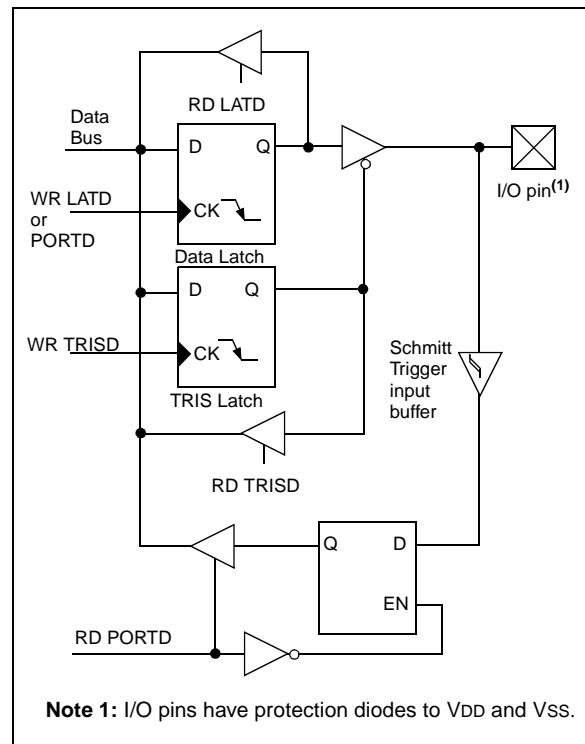 RD LATD
Data
Bus
D Q
WR LATD
or
PORTD
CK
I/O pin(1)
Data Latch
D Q
WR TRISD
CK
TRIS Latch
Schmitt
Trigger
input
buffer
RD TRISD
Q D
EN
RD PORTD
Note 1: I/O pins have protection diodes to VDD and VSS.